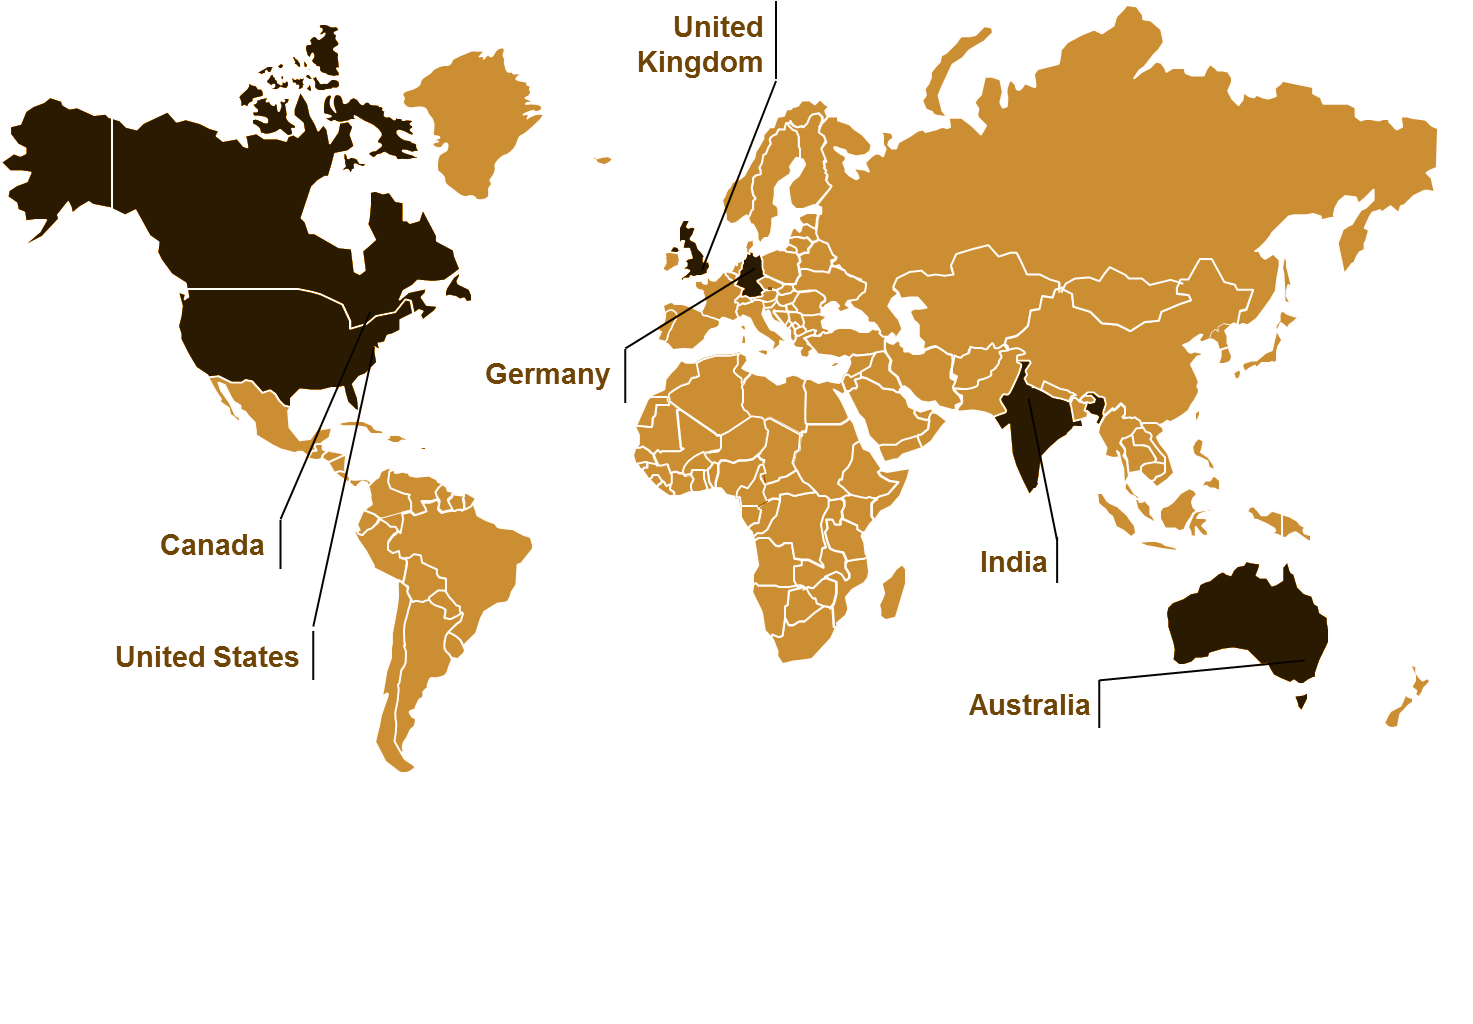 United
Kingdom
Germany
Canada
India
United States
Australia